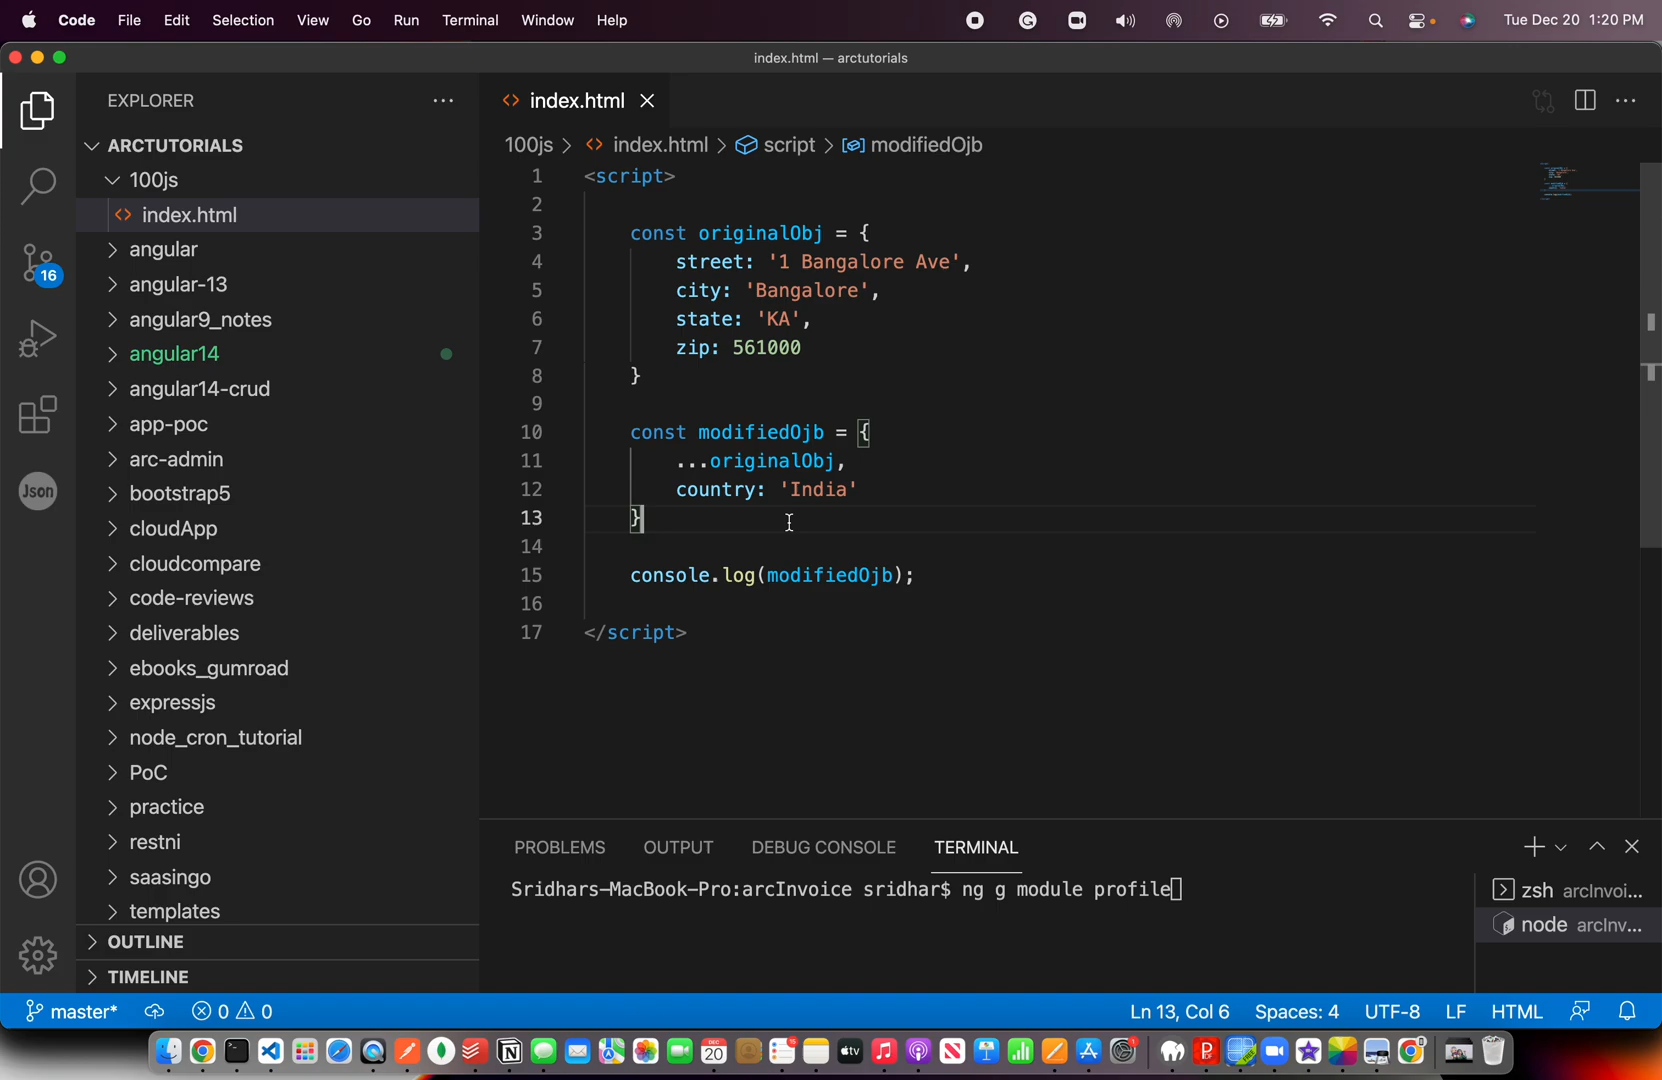 Code File Edit Selection View Go Run Terminal Window Help Tue Dec 20 1:20 PM
index.html — arctutorials
EXPLORER
ARCTUTORIALS
100js
index.html
angular
angular-13
angular9_notes
angular14
angular14-crud
app-poc
arc-admin
bootstrap5
cloudApp
cloudcompare
code-reviews
deliverables
ebooks_gumroad
expressjs
node_cron_tutorial
PoC
practice
restni
saasingo
templates
OUTLINE
TIMELINE
16
Json
index.html
100js > index.html > script > modifiedOjb
1 <script>
2
3 const originalObj = {
4 street: '1 Bangalore Ave',
5 city: 'Bangalore',
6 state: 'KA',
7 zip: 561000
8 }
9
10 const modifiedOjb = {
11 ...originalObj,
12 country: 'India'
13 }
14
15 console.log(modifiedOjb);
16
17 </script>
PROBLEMS OUTPUT DEBUG CONSOLE TERMINAL
Sridhars-MacBook-Pro:arcInvoice sridhar$ ng g module profile
zsh arcInvoi...
node arcInv...
master* 0 0 Ln 13, Col 6 Spaces: 4 UTF-8 LF HTML